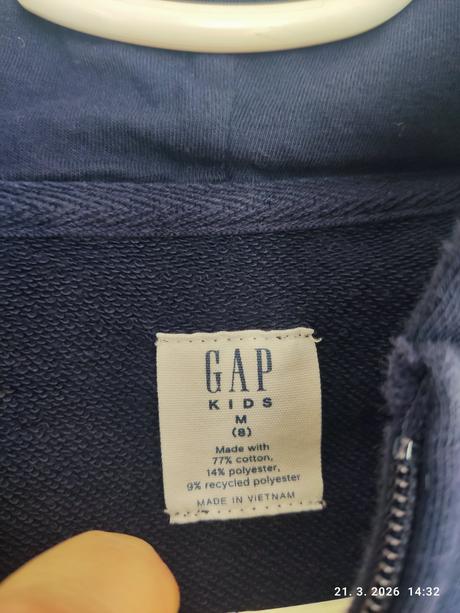 GAP
KIDS
M
(8)
Made with
77% cotton,
14% polyester,
9% recycled polyester
MADE IN VIETNAM
21. 3. 2026 14:32